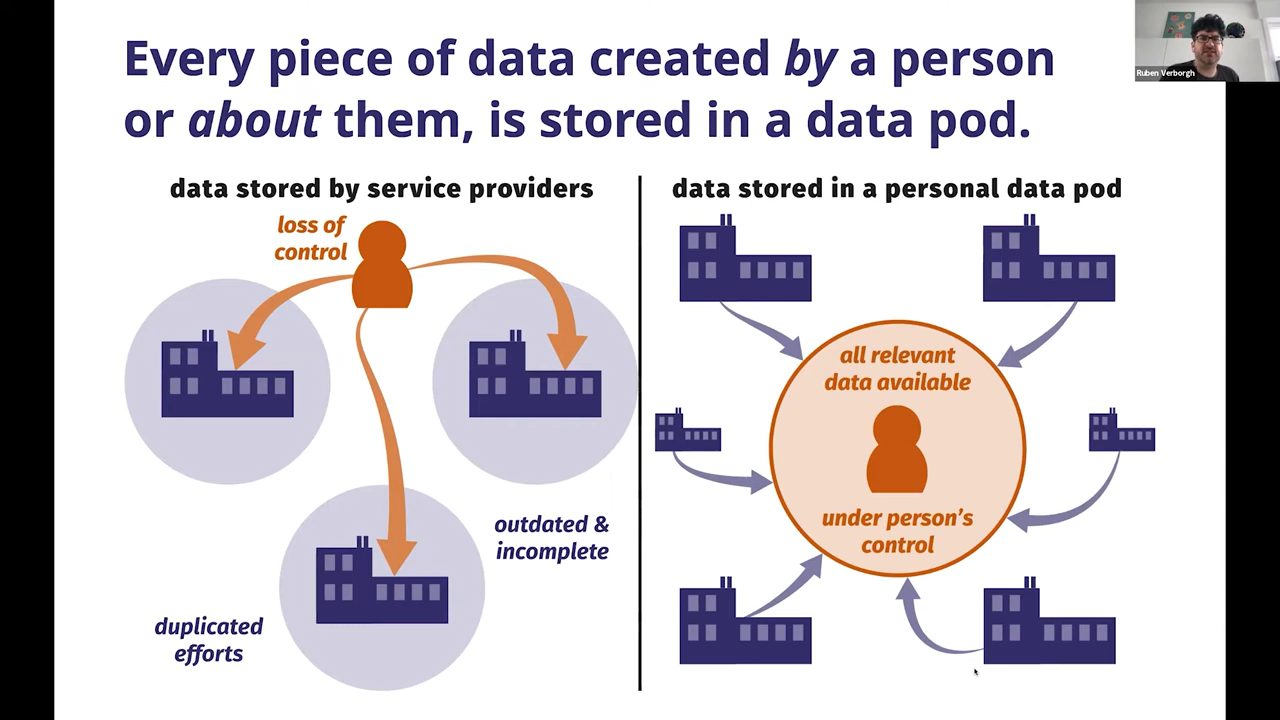 Every piece of data created by a person
or about them, is stored in a data pod.
Ruben Verborgh
data stored by service providers
loss of
control
outdated &
incomplete
duplicated
efforts
data stored in a personal data pod
all relevant
data available
under person's
control